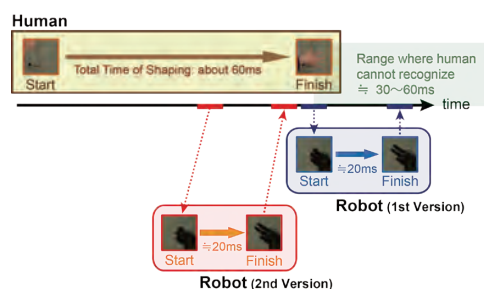 Human
Total Time of Shaping: about 60ms
Start
Finish
Range where human
cannot recognize
≒ 30～60ms
time
≒20ms
Start
Finish
Robot (1st Version)
≒20ms
Start
Finish
Robot (2nd Version)